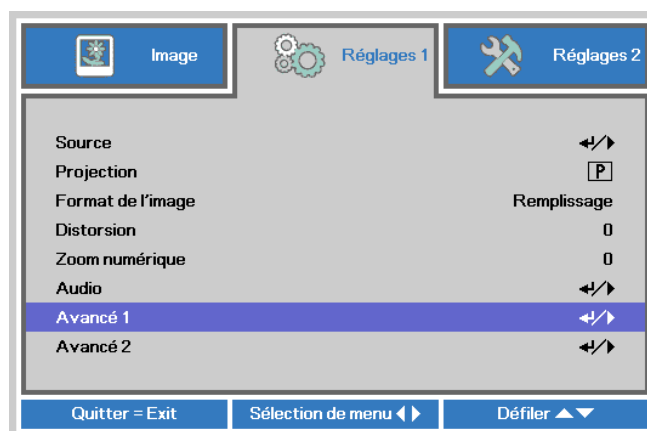 Image Réglages 1 Réglages 2
Source
Projection P
Format de l'image Remplissage
Distorsion 0
Zoom numérique 0
Audio
Avancé 1
Avancé 2
Quitter = Exit Sélection de menu Défiler